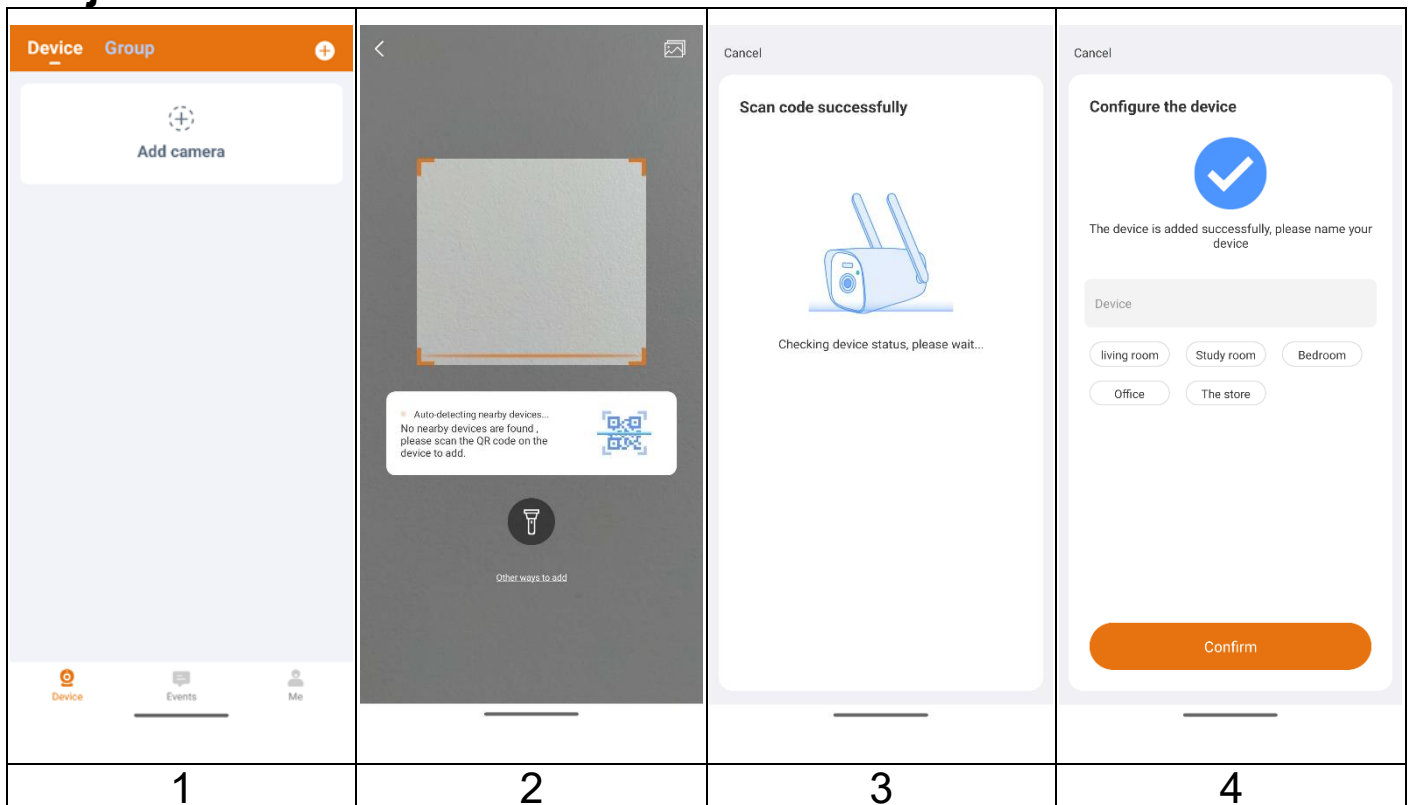 Device Group
Add camera
Device
Events
Me
Auto-detecting nearby devices...
No nearby devices are found ,
please scan the QR code on the
device to add.
Other ways to add
Cancel
Scan code successfully
Checking device status, please wait...
Cancel
Configure the device
The device is added successfully, please name your
device
Device
living room
Study room
Bedroom
Office
The store
Confirm
1
2
3
4